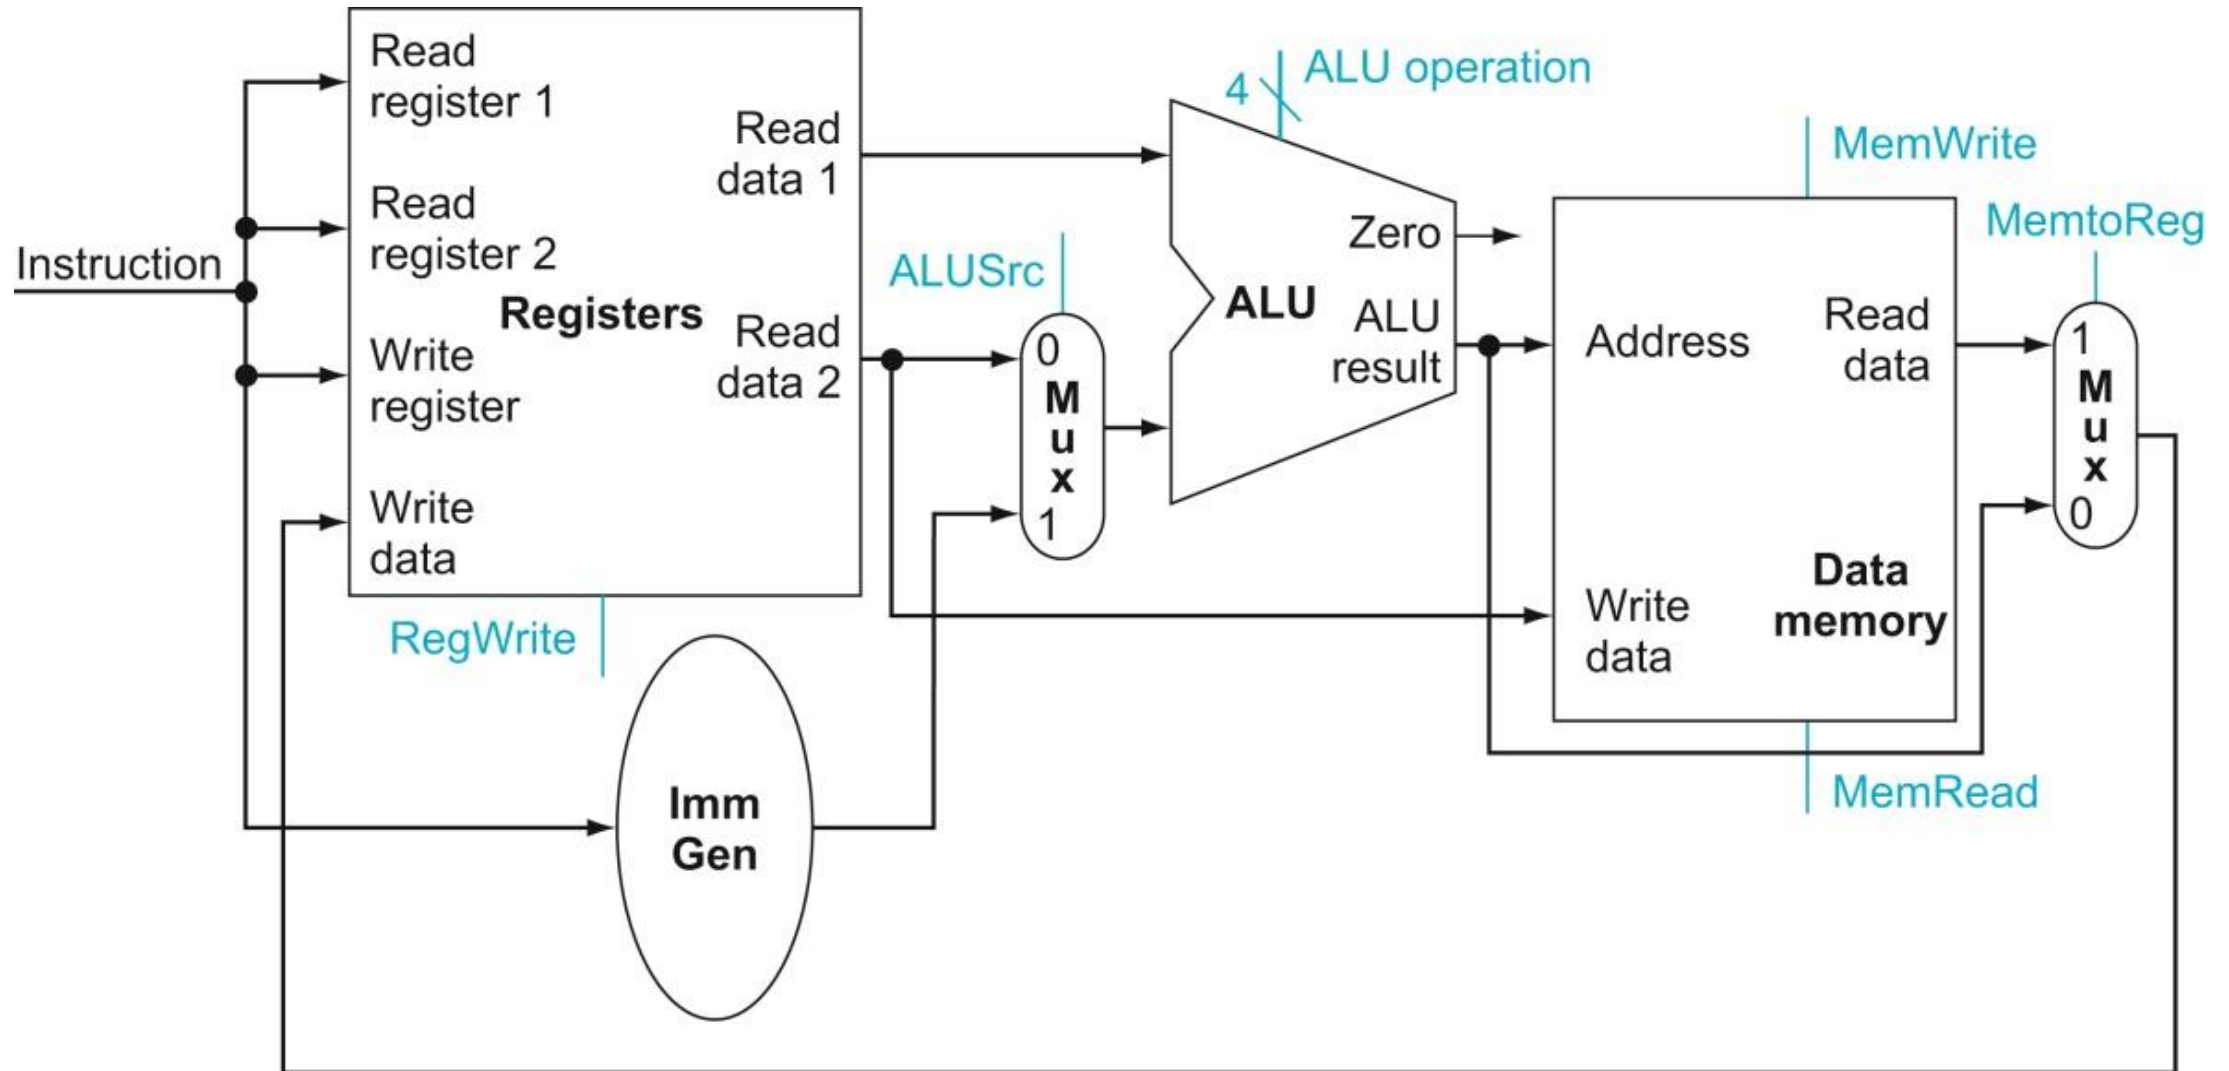 Instruction
Read
register 1
Read
register 2
Write
register
Write
data
Registers
Read
data 1
Read
data 2
RegWrite
Imm
Gen
ALUSrc
0
M
u
x
1
4
ALU operation
ALU
Zero
ALU
result
MemWrite
Address
Read
data
Write
data
Data
memory
MemRead
MemtoReg
1
M
u
x
0